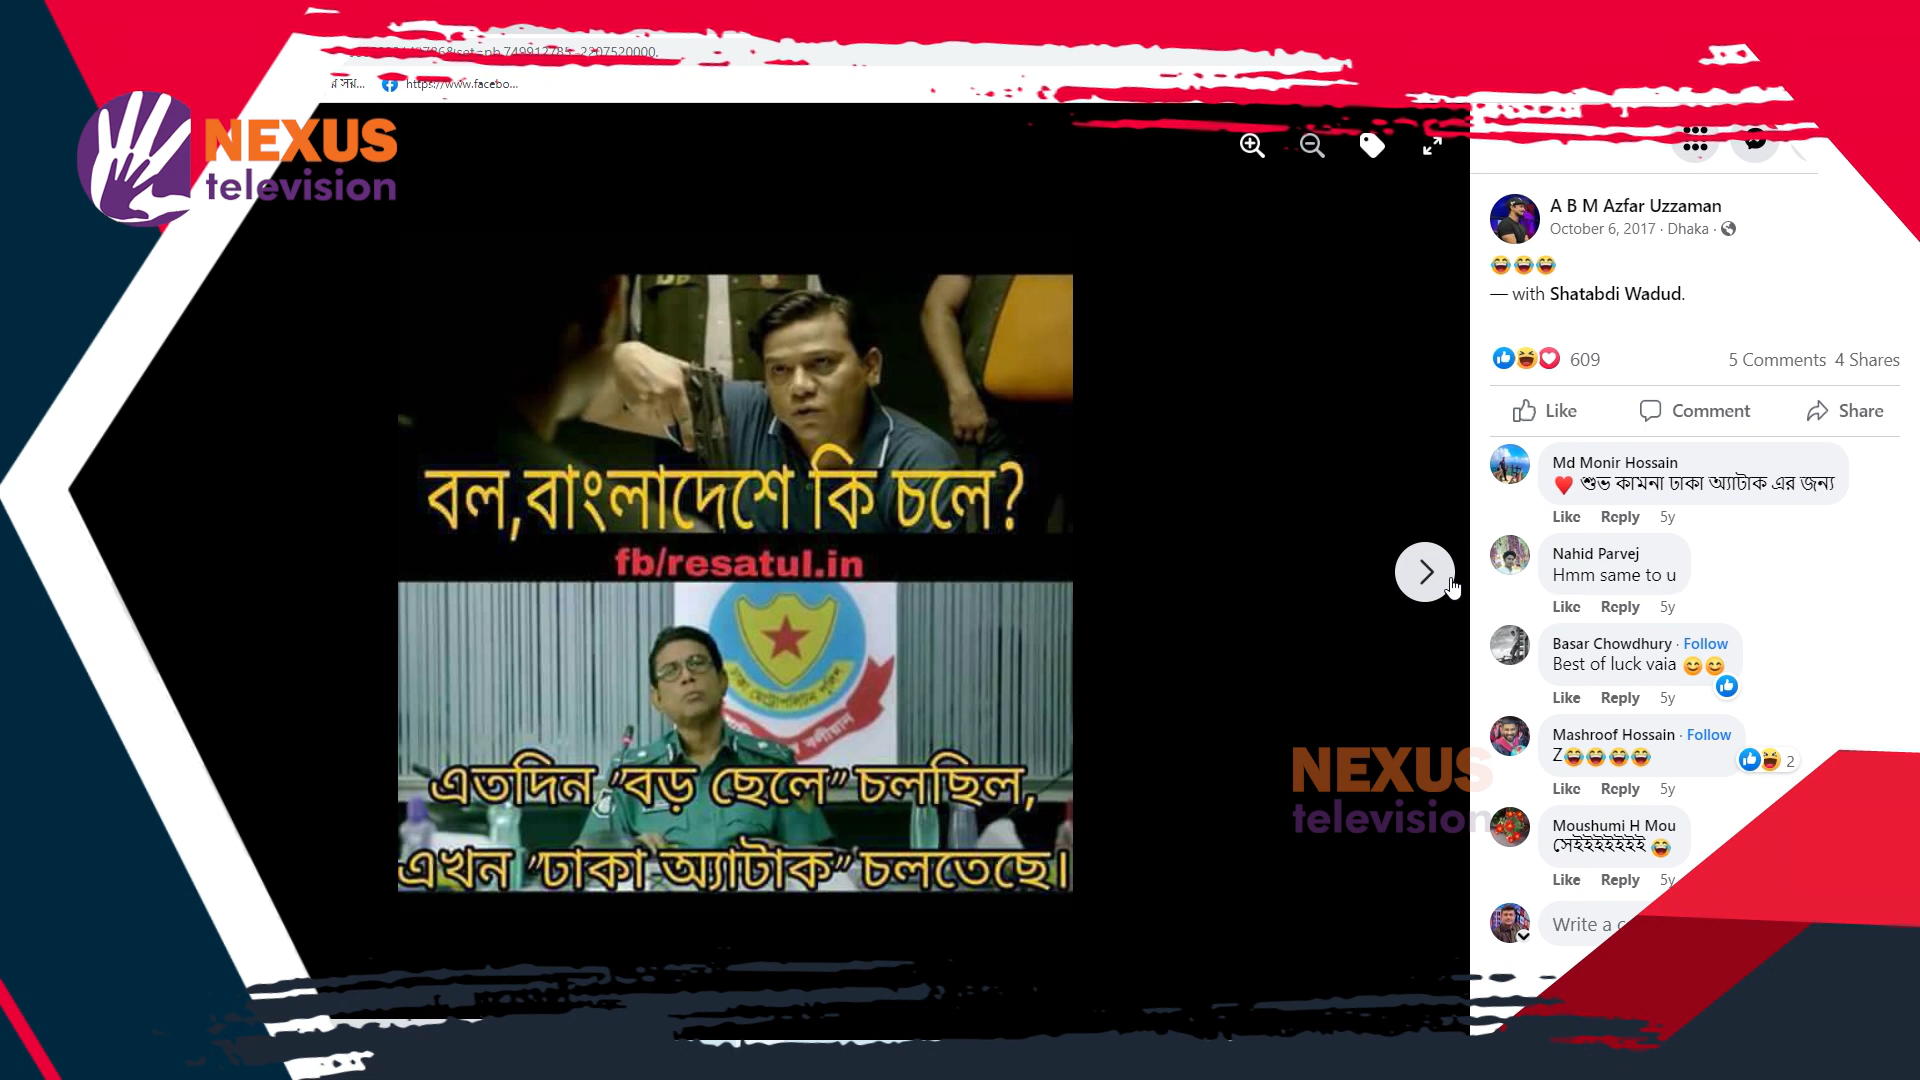 সর...
https://www.facebo...
NEXUS
television
A B M Azfar Uzzaman
October 6, 2017 · Dhaka ·
😂😂😂
— with Shatabdi Wadud.
609
5 Comments 4 Shares
Like Comment Share
Md Monir Hossain
❤️ শুভ কামনা ঢাকা অ্যাটাক এর জন্য
Like Reply 5y
Nahid Parvej
Hmm same to u
Like Reply 5y
Basar Chowdhury · Follow
Best of luck vaia 😊😊
Like Reply 5y
Mashroof Hossain · Follow
Z😂😂😂😂
2
Like Reply 5y
Moushumi H Mou
সেইইইইইইই 😂
Like Reply 5y
Write a c
বল,বাংলাদেশে কি চলে?
fb/resatul.in
এতদিন "বড় ছেলে" চলছিল,
এখন "ঢাকা অ্যাটাক" চলতেছে।
NEXUS
television